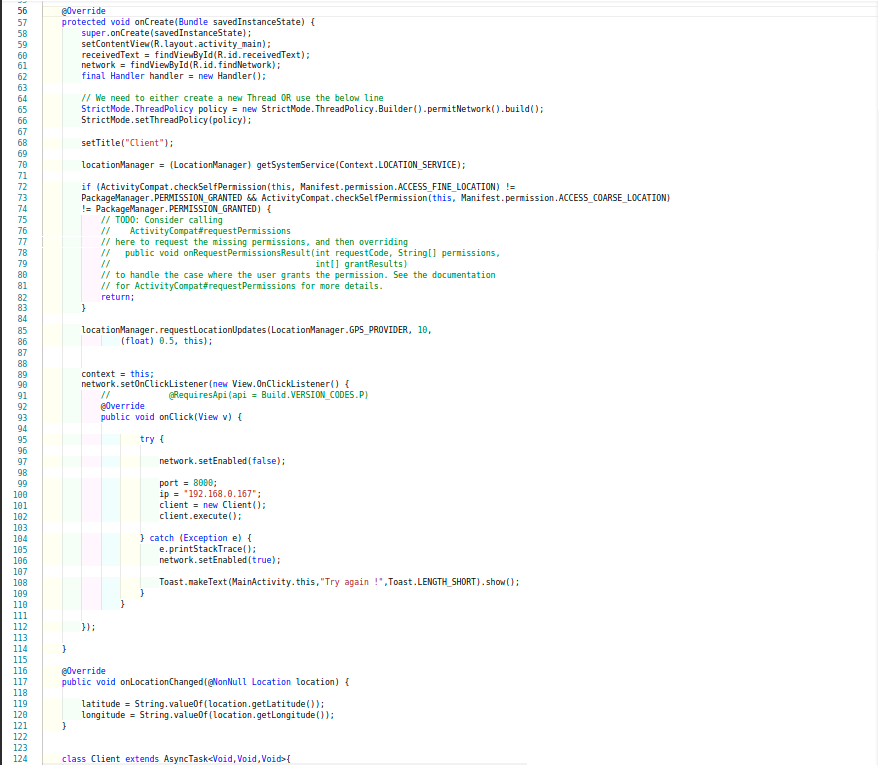 56 @Override
57 protected void onCreate(Bundle savedInstanceState) {
58 super.onCreate(savedInstanceState);
59 setContentView(R.layout.activity_main);
60 receivedText = findViewById(R.id.receivedText);
61 network = findViewById(R.id.findNetwork);
62 final Handler handler = new Handler();
63
64 // We need to either create a new Thread OR use the below line
65 StrictMode.ThreadPolicy policy = new StrictMode.ThreadPolicy.Builder().permitNetwork().build();
66 StrictMode.setThreadPolicy(policy);
67
68 setTitle("Client");
69
70 locationManager = (LocationManager) getSystemService(Context.LOCATION_SERVICE);
71
72 if (ActivityCompat.checkSelfPermission(this, Manifest.permission.ACCESS_FINE_LOCATION) !=
73 PackageManager.PERMISSION_GRANTED && ActivityCompat.checkSelfPermission(this, Manifest.permission.ACCESS_COARSE_LOCATION)
74 != PackageManager.PERMISSION_GRANTED) {
75 // TODO: Consider calling
76 // ActivityCompat#requestPermissions
77 // here to request the missing permissions, and then overriding
78 // public void onRequestPermissionsResult(int requestCode, String[] permissions,
79 // int[] grantResults)
80 // to handle the case where the user grants the permission. See the documentation
81 // for ActivityCompat#requestPermissions for more details.
82 return;
83 }
84
85 locationManager.requestLocationUpdates(LocationManager.GPS_PROVIDER, 10,
86 (float) 0.5, this);
87
88
89 context = this;
90 network.setOnClickListener(new View.OnClickListener() {
91 // @RequiresApi(api = Build.VERSION_CODES.P)
92 @Override
93 public void onClick(View v) {
94
95 try {
96
97 network.setEnabled(false);
98
99 port = 8000;
100 ip = "192.168.0.167";
101 client = new Client();
102 client.execute();
103
104 } catch (Exception e) {
105 e.printStackTrace();
106 network.setEnabled(true);
107
108 Toast.makeText(MainActivity.this,"Try again !",Toast.LENGTH_SHORT).show();
109 }
110 }
111
112 });
113
114 }
115
116 @Override
117 public void onLocationChanged(@NonNull Location location) {
118
119 latitude = String.valueOf(location.getLatitude());
120 longitude = String.valueOf(location.getLongitude());
121 }
122
123
124 class Client extends AsyncTask<Void,Void,Void>{